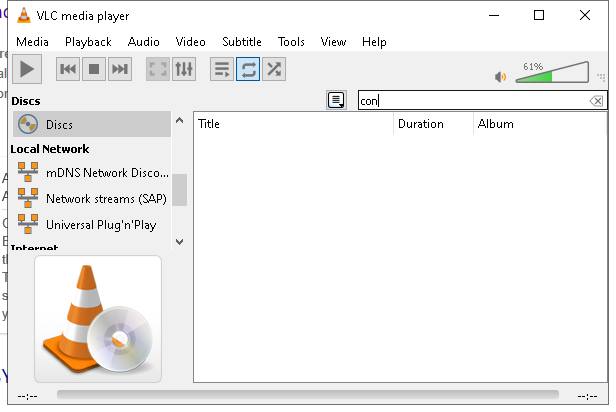 VLC media player
Media Playback Audio Video Subtitle Tools View Help
61%
Discs
con
Discs
Title Duration Album
Local Network
mDNS Network Disco...
Network streams (SAP)
Universal Plug'n'Play
Internet
--:-- --:--